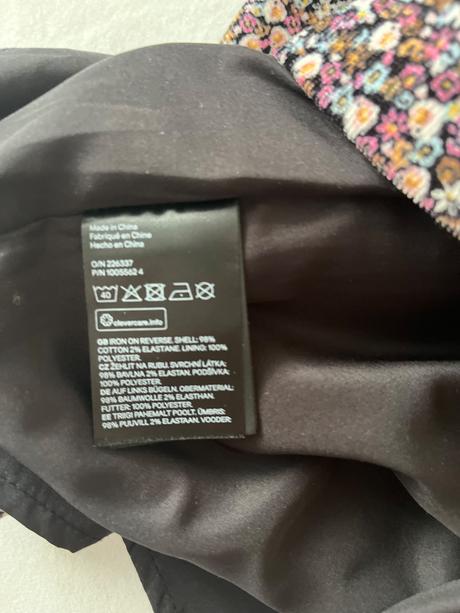 Made in China
Fabriqué en Chine
Hecho en China
O/N 226337
P/N 1005562 4
40
clevercare.info
GB IRON ON REVERSE. SHELL: 98%
COTTON 2% ELASTANE. LINING: 100%
POLYESTER.
CZ ŽEHLIT NA RUBU. SVRCHNÍ LÁTKA:
98% BAVLNA 2% ELASTAN. PODŠÍVKA:
100% POLYESTER.
DE AUF LINKS BÜGELN. OBERMATERIAL:
98% BAUMWOLLE 2% ELASTHAN.
FUTTER: 100% POLYESTER.
EE TRIIGI PAHEMALT POOLT. ÜMBRIS:
98% PUUVILL 2% ELASTAAN. VOODER: